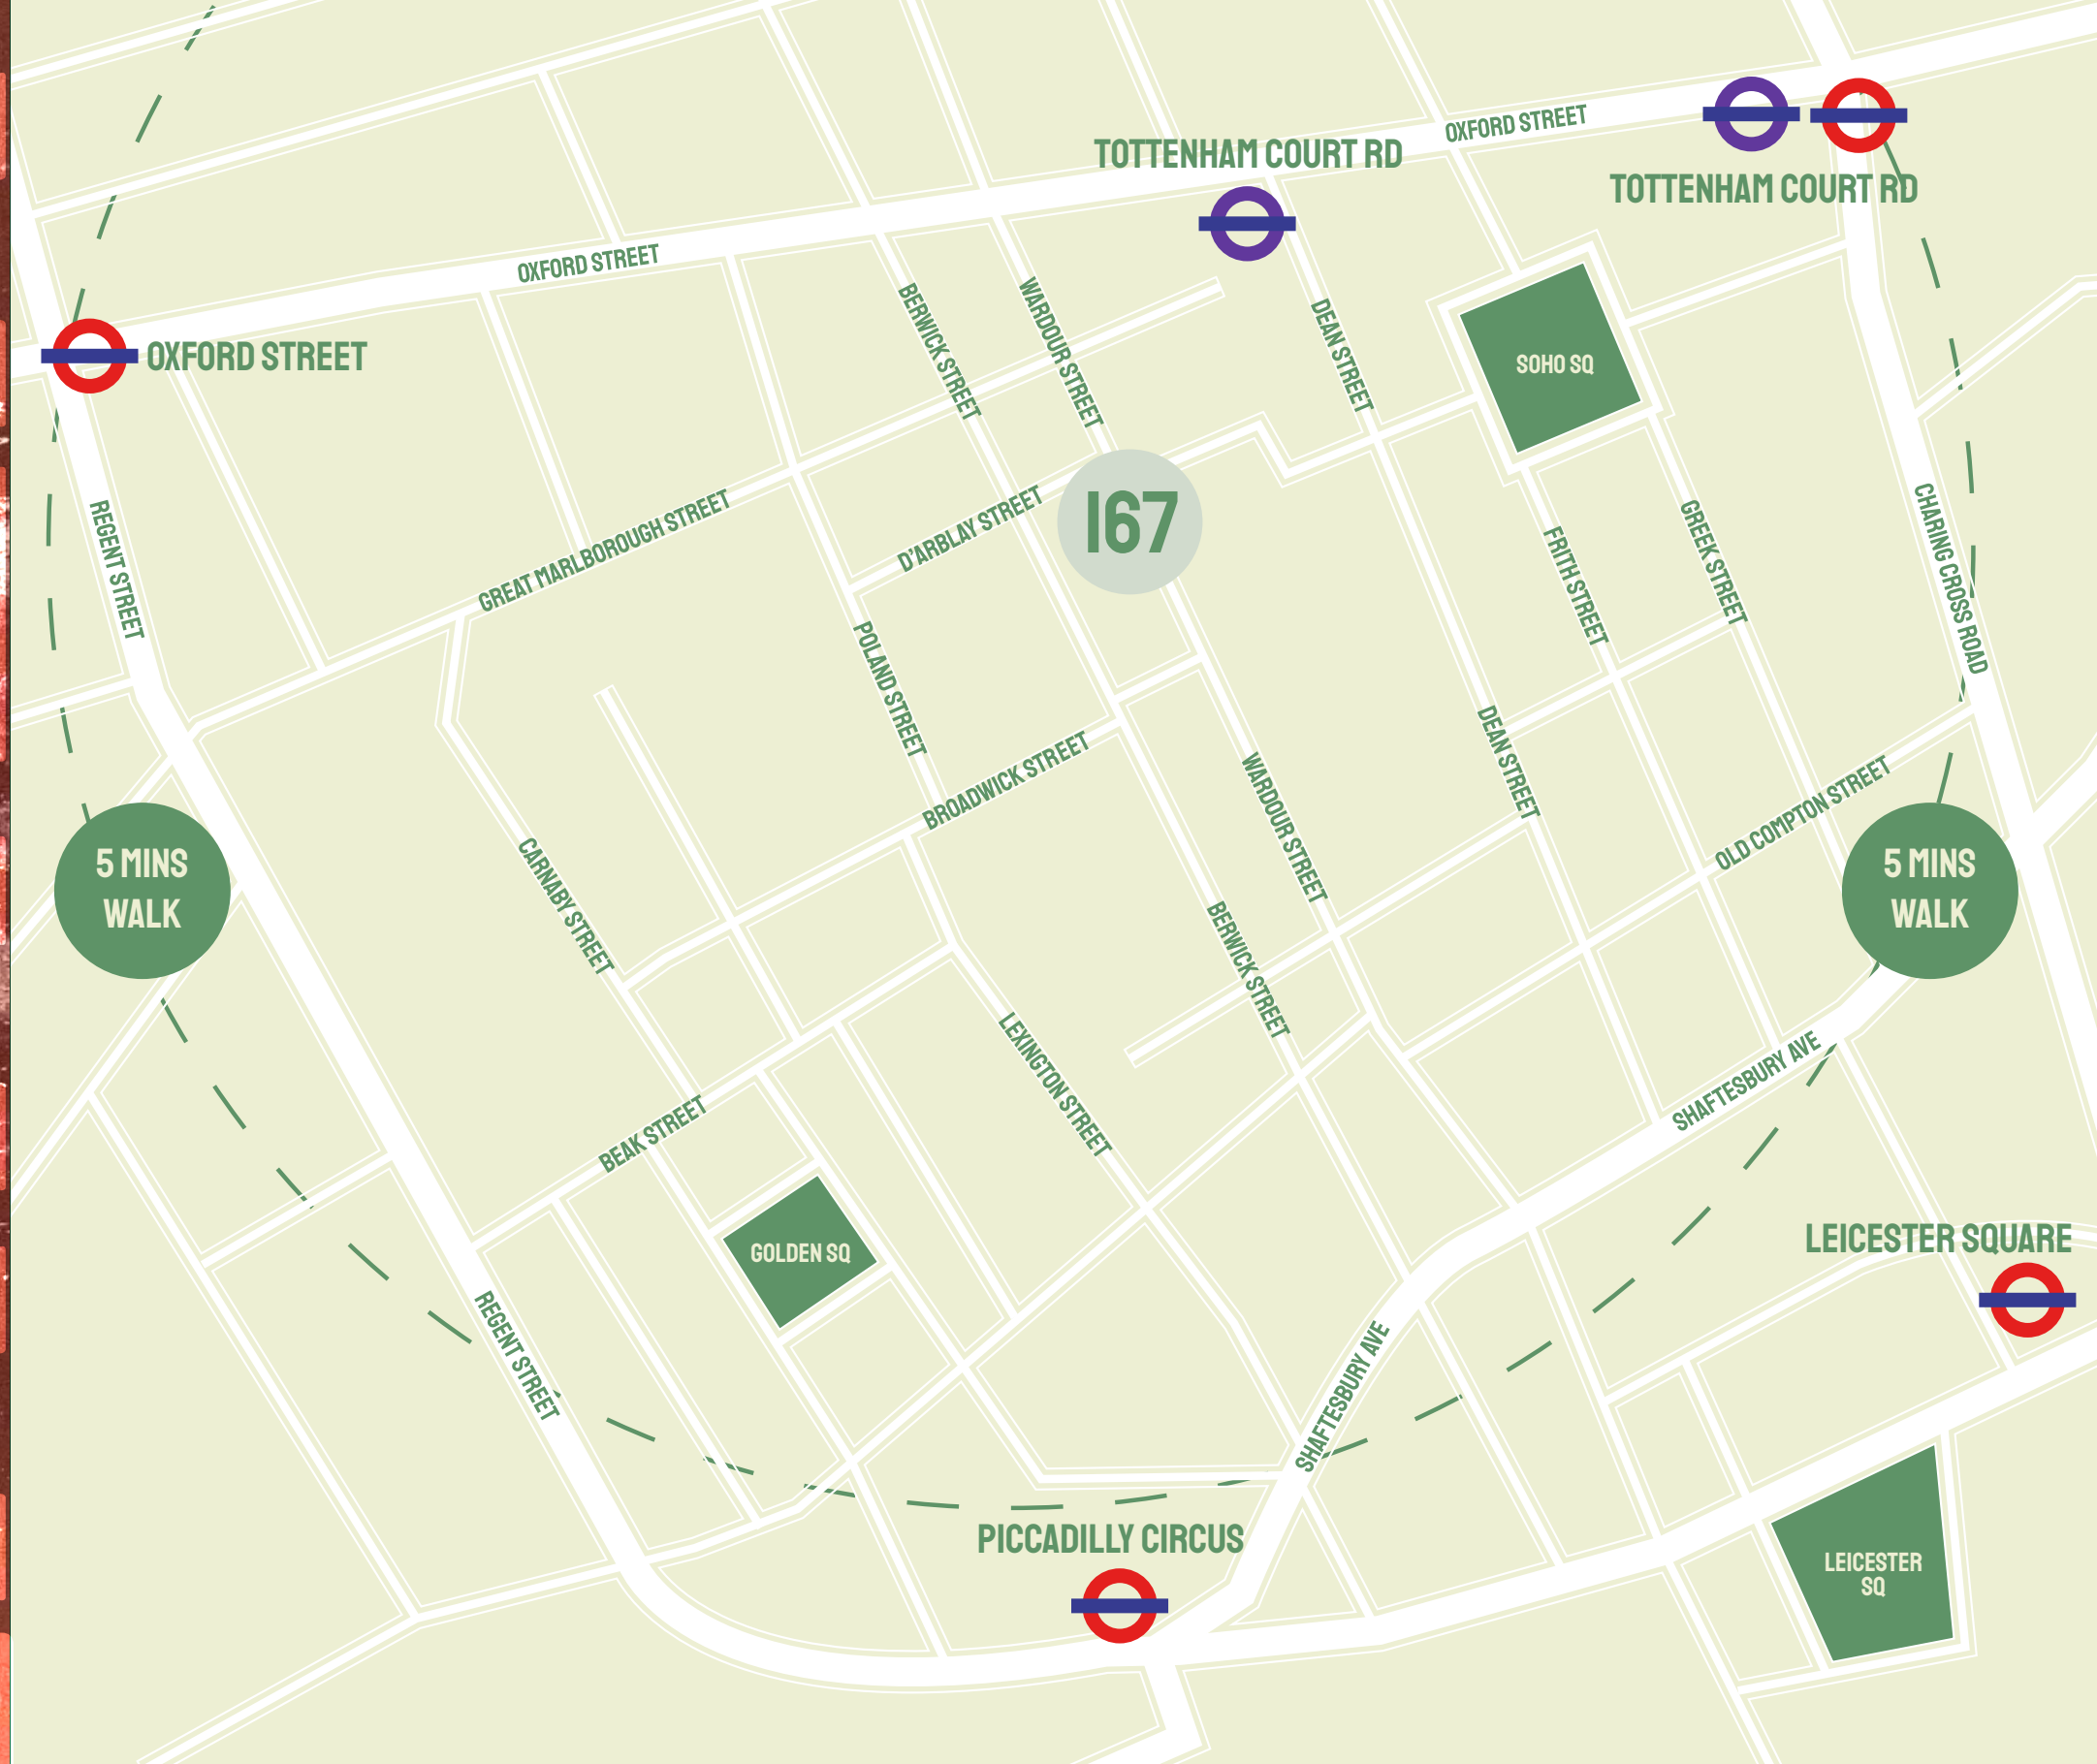 OXFORD STREET
TOTTENHAM COURT RD
TOTTENHAM COURT RD
OXFORD STREET
OXFORD STREET
BERWICK STREET
WARDOUR STREET
DEAN STREET
SOHO SQ
REGENT STREET
GREAT MARLBOROUGH STREET
D'ARBLAY STREET
167
FRITH STREET
GREEK STREET
CHARING CROSS ROAD
POLAND STREET
BROADWICK STREET
WARDOUR STREET
DEAN STREET
OLD COMPTON STREET
5 MINS
WALK
CARNABY STREET
BERWICK STREET
5 MINS
WALK
LEXINGTON STREET
SHAFTESBURY AVE
BEAK STREET
GOLDEN SQ
LEICESTER SQUARE
REGENT STREET
SHAFTESBURY AVE
PICCADILLY CIRCUS
LEICESTER
SQ